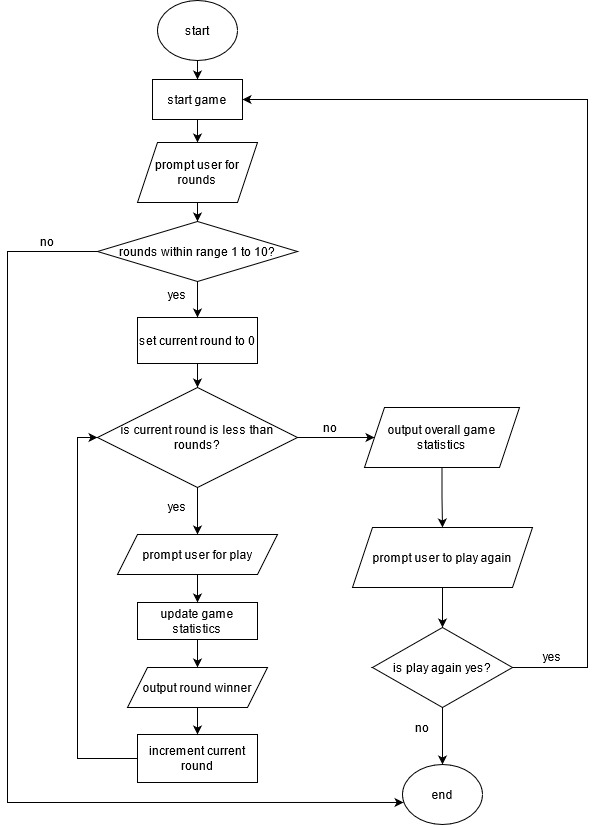 start
start game
prompt user for
rounds
no
rounds within range 1 to 10?
yes
set current round to 0
is current round is less than
rounds?
no
output overall game
statistics
yes
prompt user for play
prompt user to play again
update game
statistics
output round winner
is play again yes?
yes
no
increment current
round
end